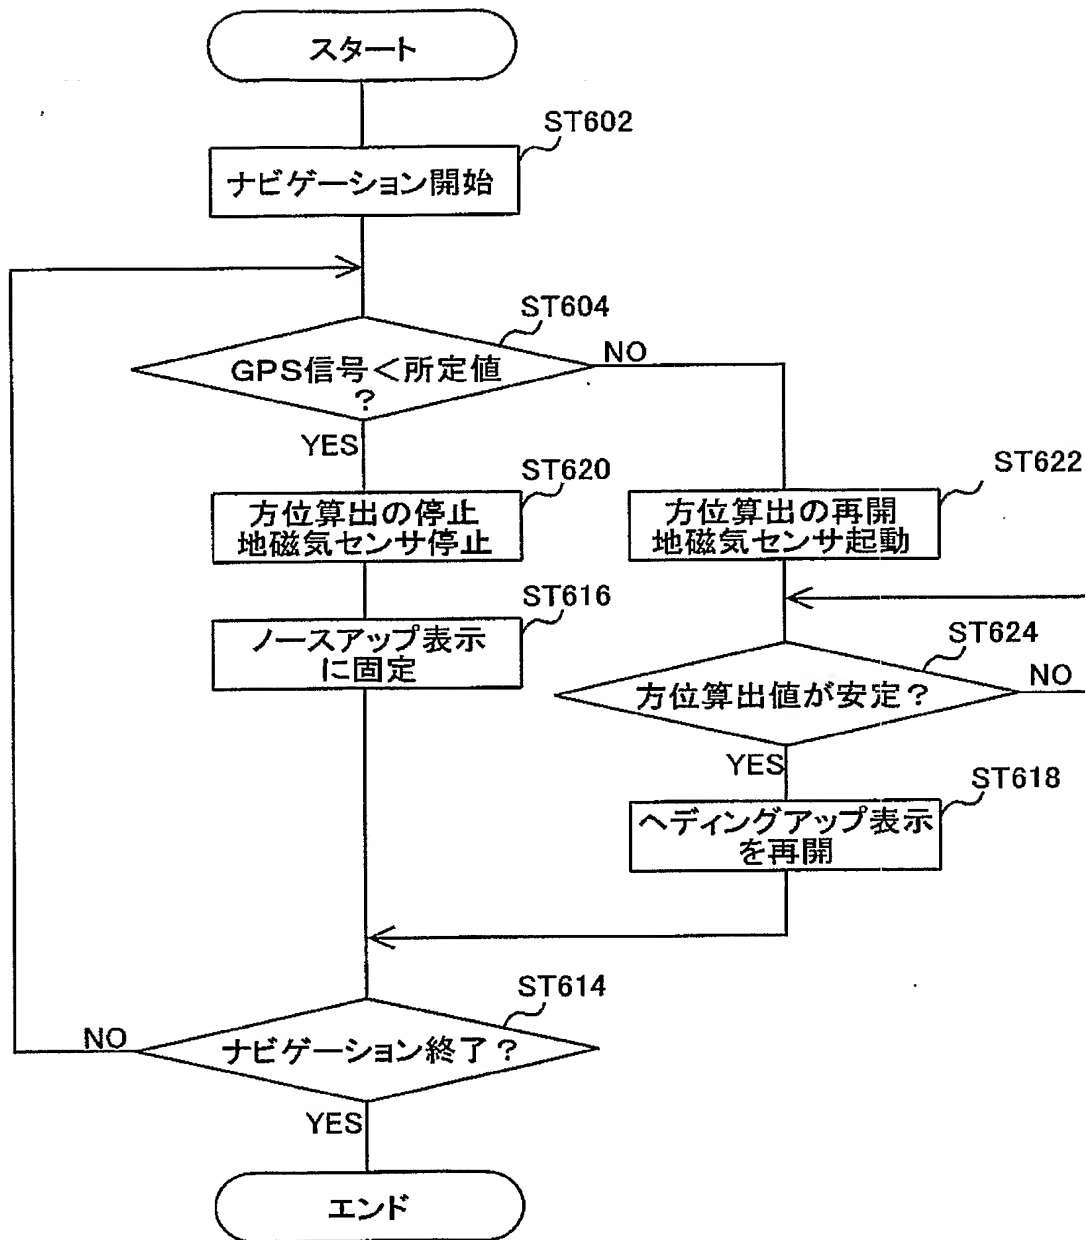 スタート
ST602
ナビゲーション開始
ST604
GPS信号<所定値
?
NO
YES
ST620
方位算出の停止
地磁気センサ停止
ST622
方位算出の再開
地磁気センサ起動
ST616
ノースアップ表示
に固定
ST624
方位算出値が安定?
NO
YES
ST618
ヘディングアップ表示
を再開
ST614
ナビゲーション終了?
NO
YES
エンド